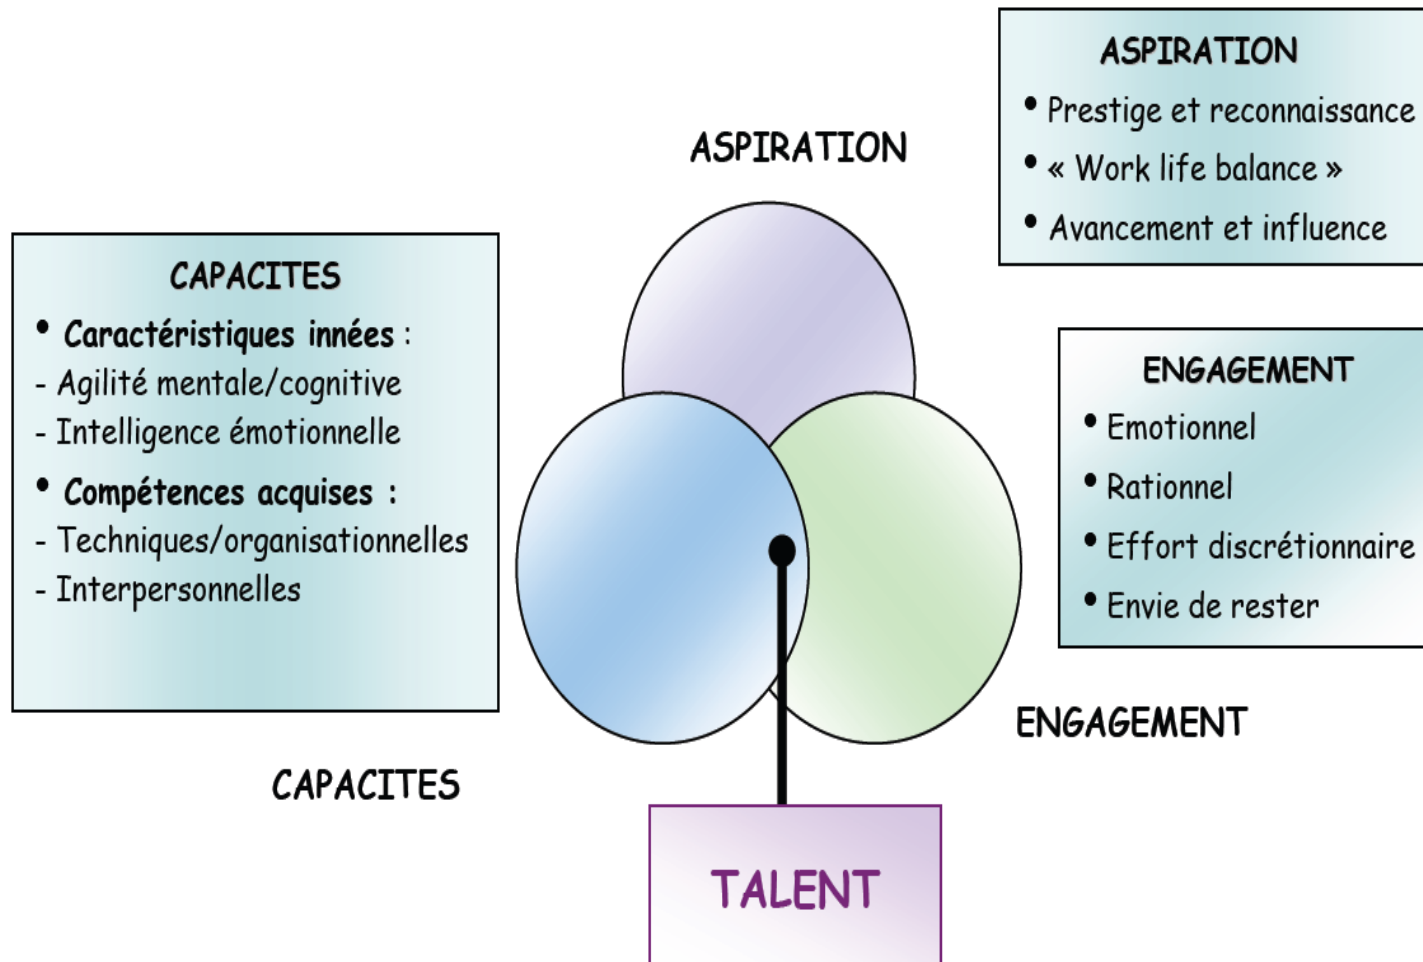 ASPIRATION
• Prestige et reconnaissance
• « Work life balance »
• Avancement et influence
ASPIRATION
CAPACITES
• Caractéristiques innées :
- Agilité mentale/cognitive
- Intelligence émotionnelle
• Compétences acquises :
- Techniques/organisationnelles
- Interpersonnelles
ENGAGEMENT
• Emotionnel
• Rationnel
• Effort discrétionnaire
• Envie de rester
ENGAGEMENT
CAPACITES
TALENT